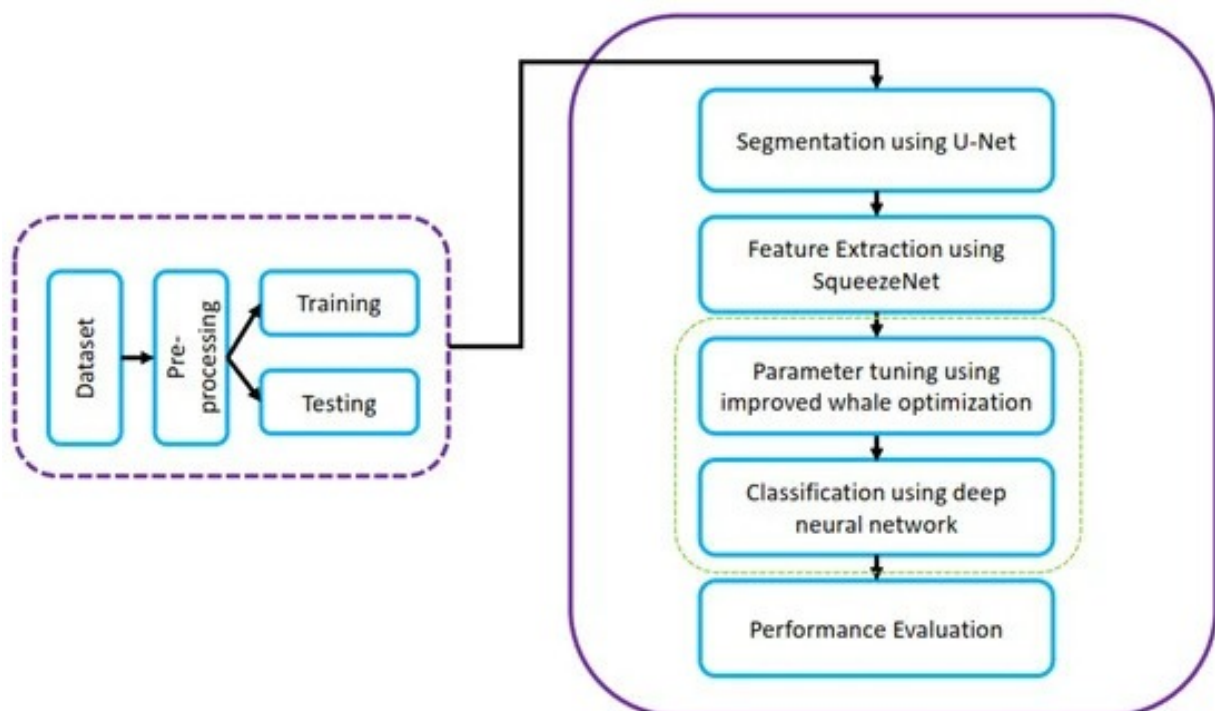 Dataset
Pre-
processing
Training
Testing
Segmentation using U-Net
Feature Extraction using
SqueezeNet
Parameter tuning using
improved whale optimization
Classification using deep
neural network
Performance Evaluation